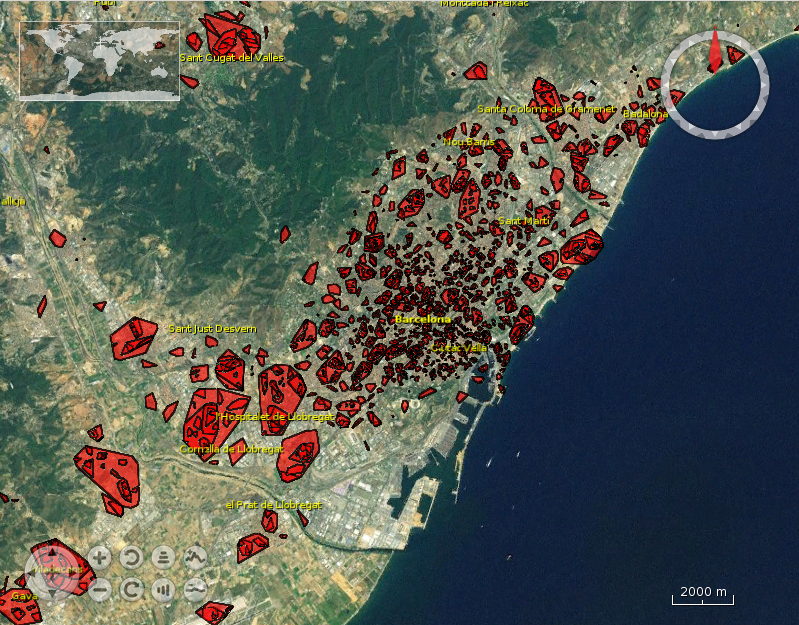 Rubí
Montcada i Reixac
Sant Cugat del Vallès
Santa Coloma de Gramenet
Badalona
Nou Barris
Sant Martí
Barcelona
Ciutat Vella
Sant Just Desvern
l'Hospitalet de Llobregat
Cornellà de Llobregat
el Prat de Llobregat
Viladecans
Gavà
2000 m